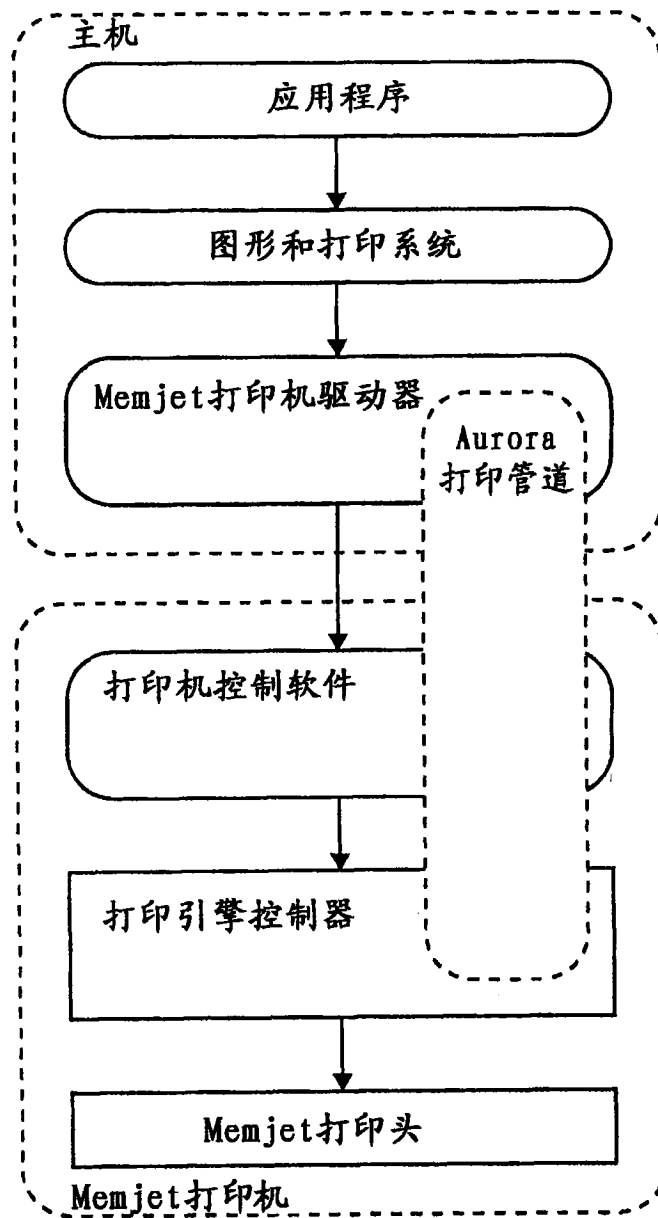 主机
应用程序
图形和打印系统
Memjet打印机驱动器
Aurora
打印管道
打印机控制软件
打印引擎控制器
Memjet打印头
Memjet打印机